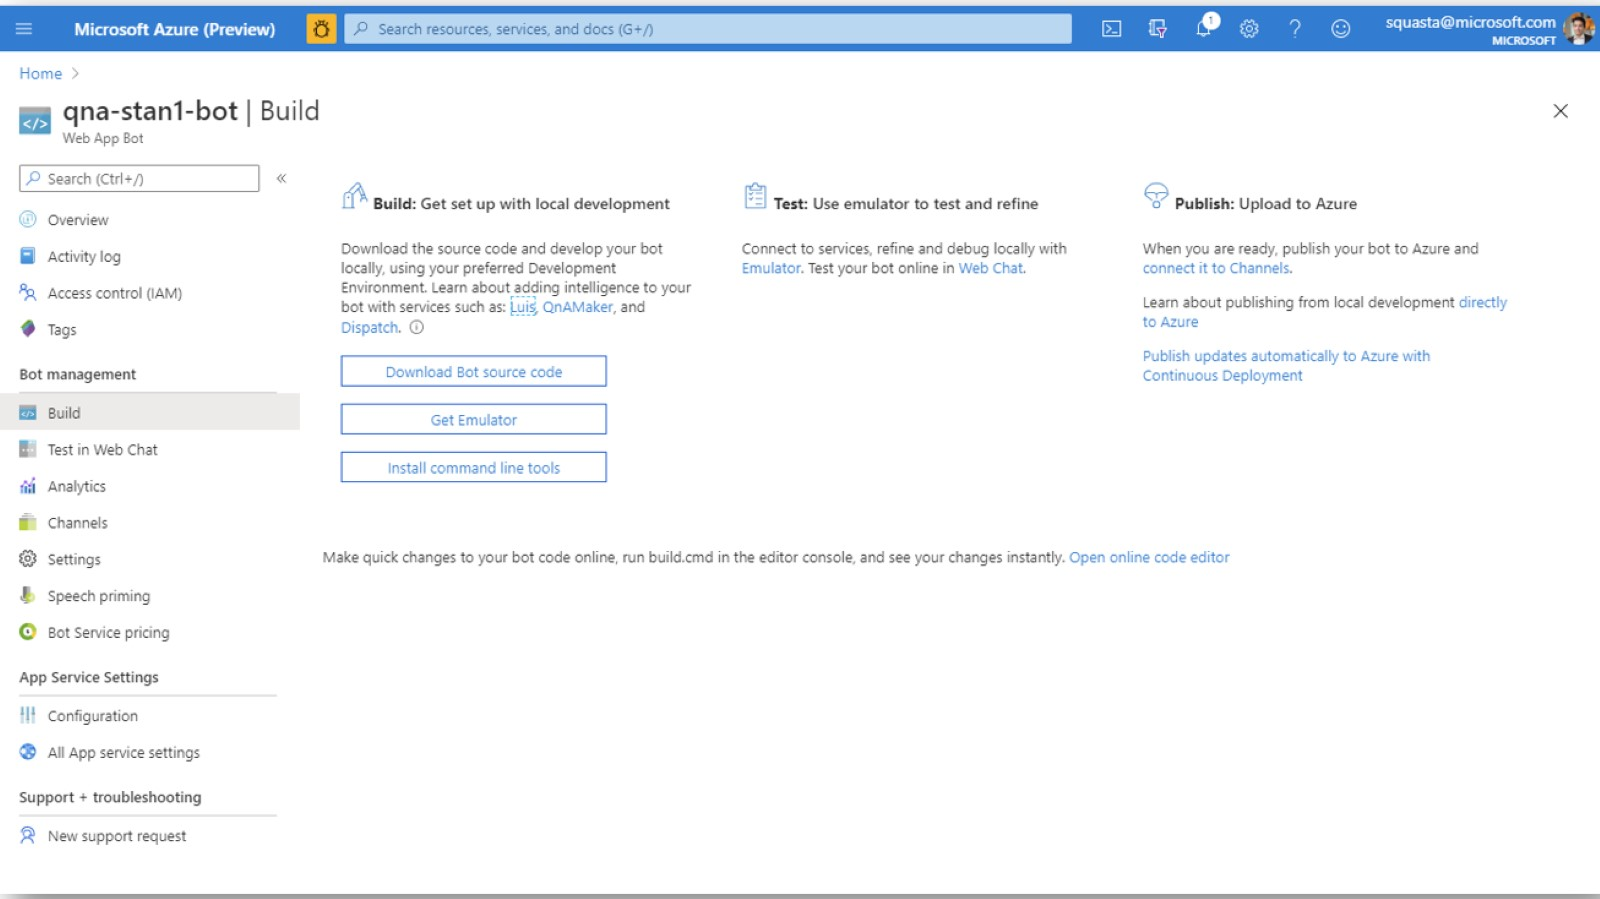 Microsoft Azure (Preview)
Search resources, services, and docs (G+/)
1
squasta@microsoft.com
MICROSOFT
Home
qna-stan1-bot | Build
Web App Bot
Search (Ctrl+/)
«
Overview
Activity log
Access control (IAM)
Tags
Bot management
Build
Test in Web Chat
Analytics
Channels
Settings
Speech priming
Bot Service pricing
App Service Settings
Configuration
All App service settings
Support + troubleshooting
New support request
Build: Get set up with local development
Download the source code and develop your bot
locally, using your preferred Development
Environment. Learn about adding intelligence to your
bot with services such as: Luis, QnAMaker, and
Dispatch.
Download Bot source code
Get Emulator
Install command line tools
Test: Use emulator to test and refine
Connect to services, refine and debug locally with
Emulator. Test your bot online in Web Chat.
Publish: Upload to Azure
When you are ready, publish your bot to Azure and
connect it to Channels.
Learn about publishing from local development directly
to Azure
Publish updates automatically to Azure with
Continuous Deployment
Make quick changes to your bot code online, run build.cmd in the editor console, and see your changes instantly. Open online code editor